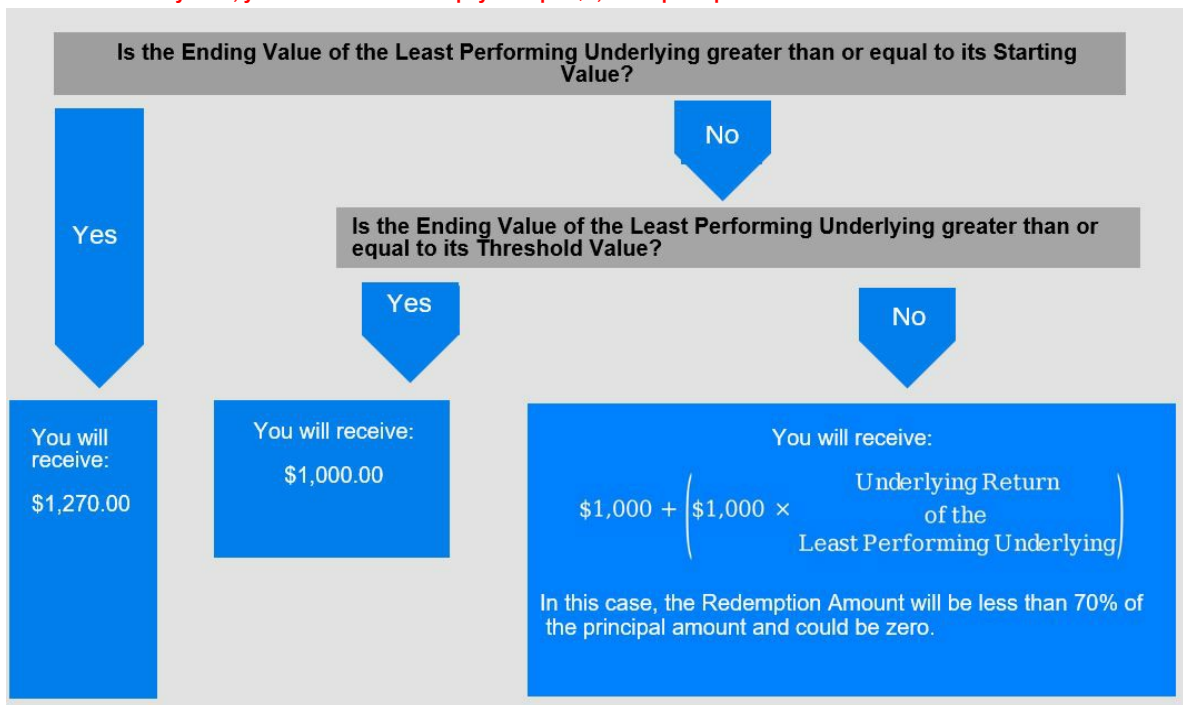 Is the Ending Value of the Least Performing Underlying greater than or equal to its Starting
Value?
No
Yes
Is the Ending Value of the Least Performing Underlying greater than or
equal to its Threshold Value?
Yes
No
You will
receive:
$1,270.00
You will receive:
$1,000.00
You will receive:
$1,000 + ($1,000 × Underlying Return
of the
Least Performing Underlying)
In this case, the Redemption Amount will be less than 70% of
the principal amount and could be zero.